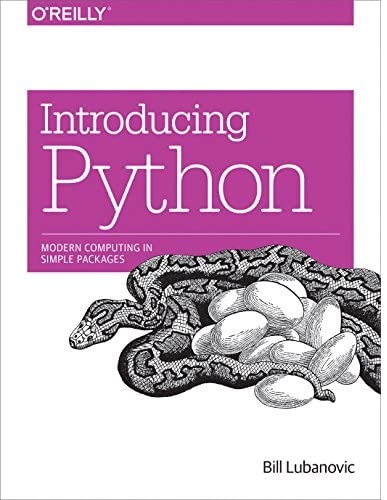 O'REILLY®
Introducing
Python
MODERN COMPUTING IN
SIMPLE PACKAGES
Bill Lubanovic